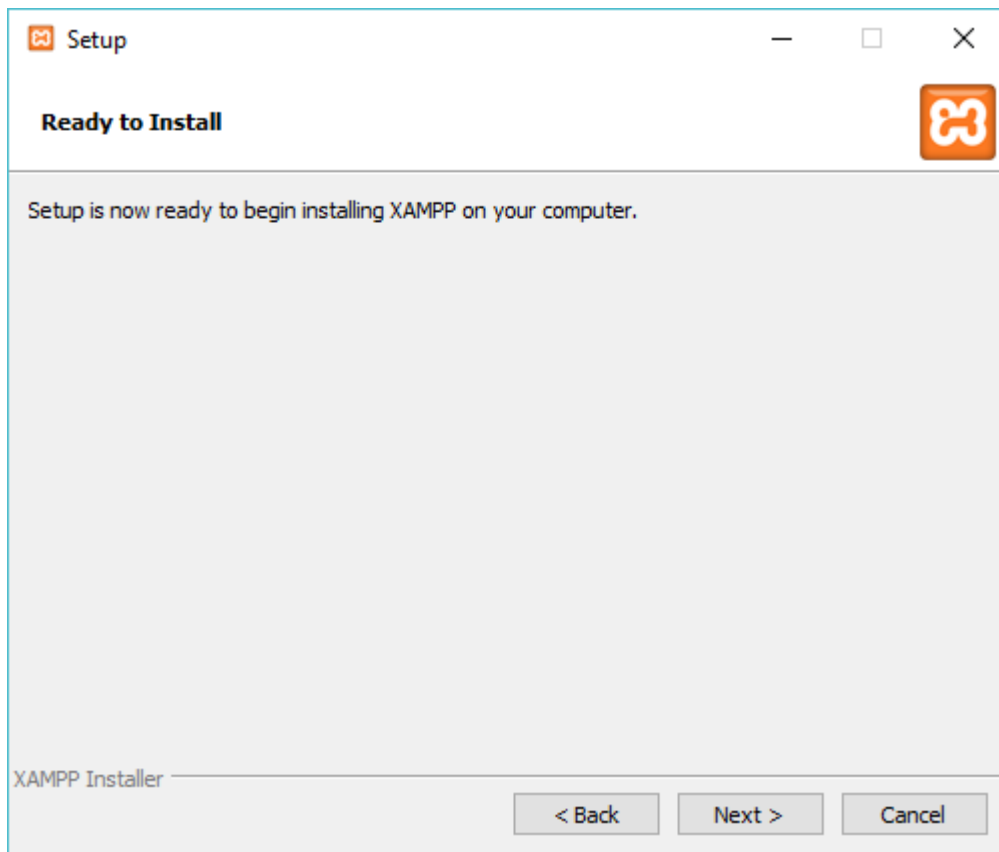 Setup
Ready to Install
Setup is now ready to begin installing XAMPP on your computer.
XAMPP Installer
< Back Next > Cancel